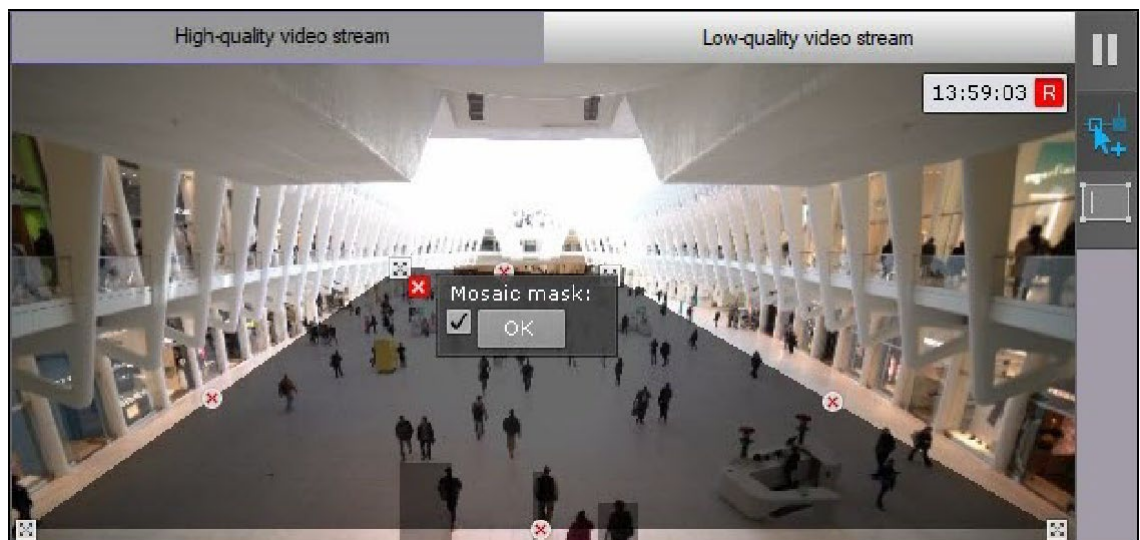 High-quality video stream
Low-quality video stream
13:59:03 R
Mosaic mask:
OK